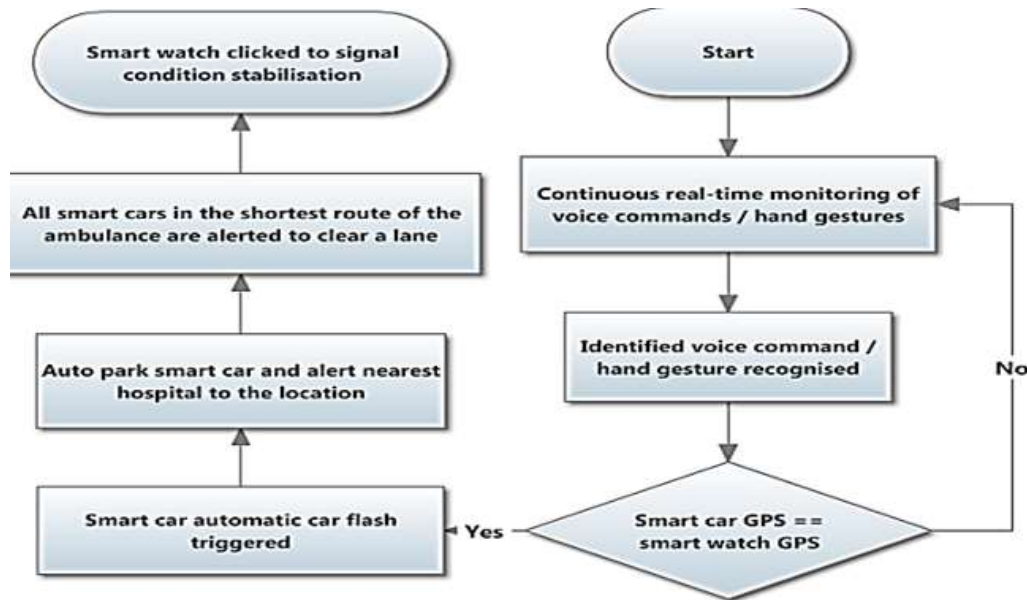 Smart watch clicked to signal
condition stabilisation
Start
All smart cars in the shortest route of the
ambulance are alerted to clear a lane
Continuous real-time monitoring of
voice commands / hand gestures
Auto park smart car and alert nearest
hospital to the location
Identified voice command /
hand gesture recognised
No
Smart car automatic car flash
triggered
Yes
Smart car GPS ==
smart watch GPS